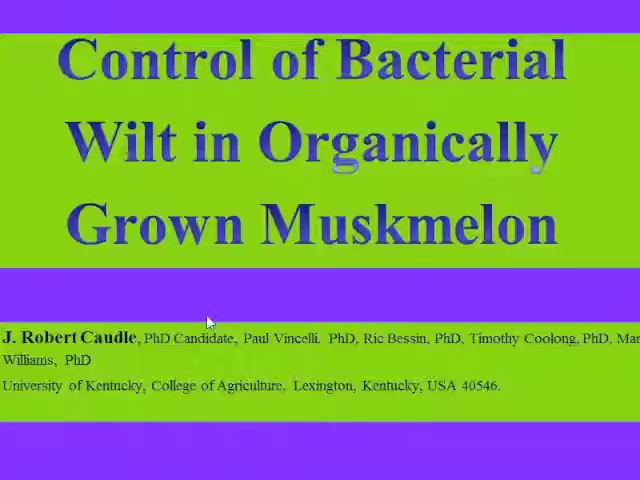 Control of Bacterial
Wilt in Organically
Grown Muskmelon
J. Robert Caudle, PhD Candidate, Paul Vincelli. PhD, Ric Bessin, PhD, Timothy Coolong, PhD, Mar
Williams, PhD
University of Kentucky, College of Agriculture, Lexington, Kentucky, USA 40546.